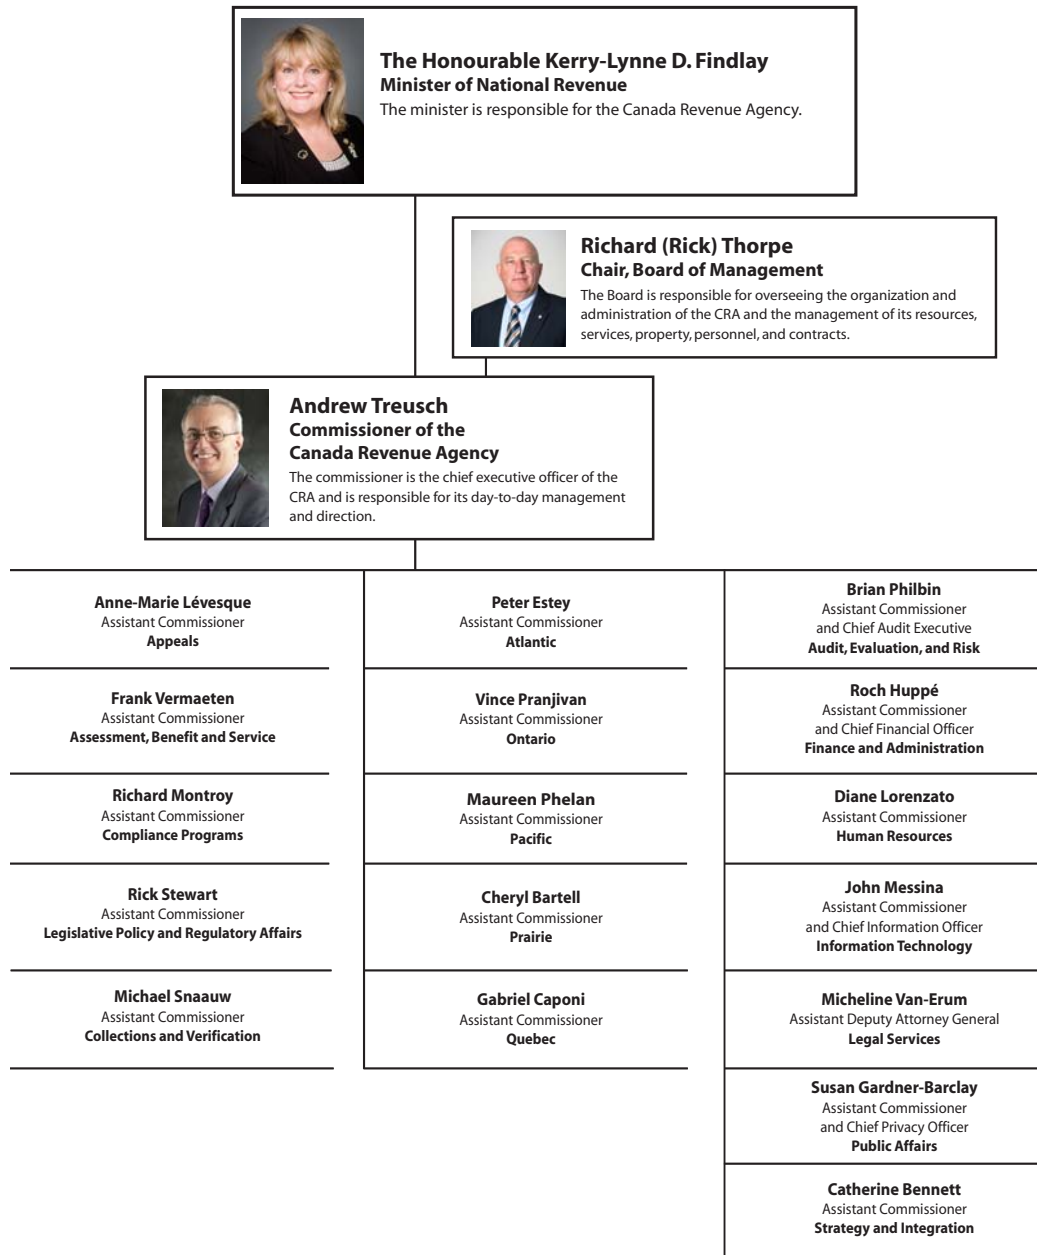 The Honourable Kerry-Lynne D. Findlay
Minister of National Revenue
The minister is responsible for the Canada Revenue Agency.
Richard (Rick) Thorpe
Chair, Board of Management
The Board is responsible for overseeing the organization and
administration of the CRA and the management of its resources,
services, property, personnel, and contracts.
Andrew Treusch
Commissioner of the
Canada Revenue Agency
The commissioner is the chief executive officer of the
CRA and is responsible for its day-to-day management
and direction.
Anne-Marie Lévesque
Assistant Commissioner
Appeals
Frank Vermaeten
Assistant Commissioner
Assessment, Benefit and Service
Richard Montroy
Assistant Commissioner
Compliance Programs
Rick Stewart
Assistant Commissioner
Legislative Policy and Regulatory Affairs
Michael Snaauw
Assistant Commissioner
Collections and Verification
Peter Estey
Assistant Commissioner
Atlantic
Vince Pranjivan
Assistant Commissioner
Ontario
Maureen Phelan
Assistant Commissioner
Pacific
Cheryl Bartell
Assistant Commissioner
Prairie
Gabriel Caponi
Assistant Commissioner
Quebec
Brian Philbin
Assistant Commissioner
and Chief Audit Executive
Audit, Evaluation, and Risk
Roch Huppé
Assistant Commissioner
and Chief Financial Officer
Finance and Administration
Diane Lorenzato
Assistant Commissioner
Human Resources
John Messina
Assistant Commissioner
and Chief Information Officer
Information Technology
Micheline Van-Erum
Assistant Deputy Attorney General
Legal Services
Susan Gardner-Barclay
Assistant Commissioner
and Chief Privacy Officer
Public Affairs
Catherine Bennett
Assistant Commissioner
Strategy and Integration